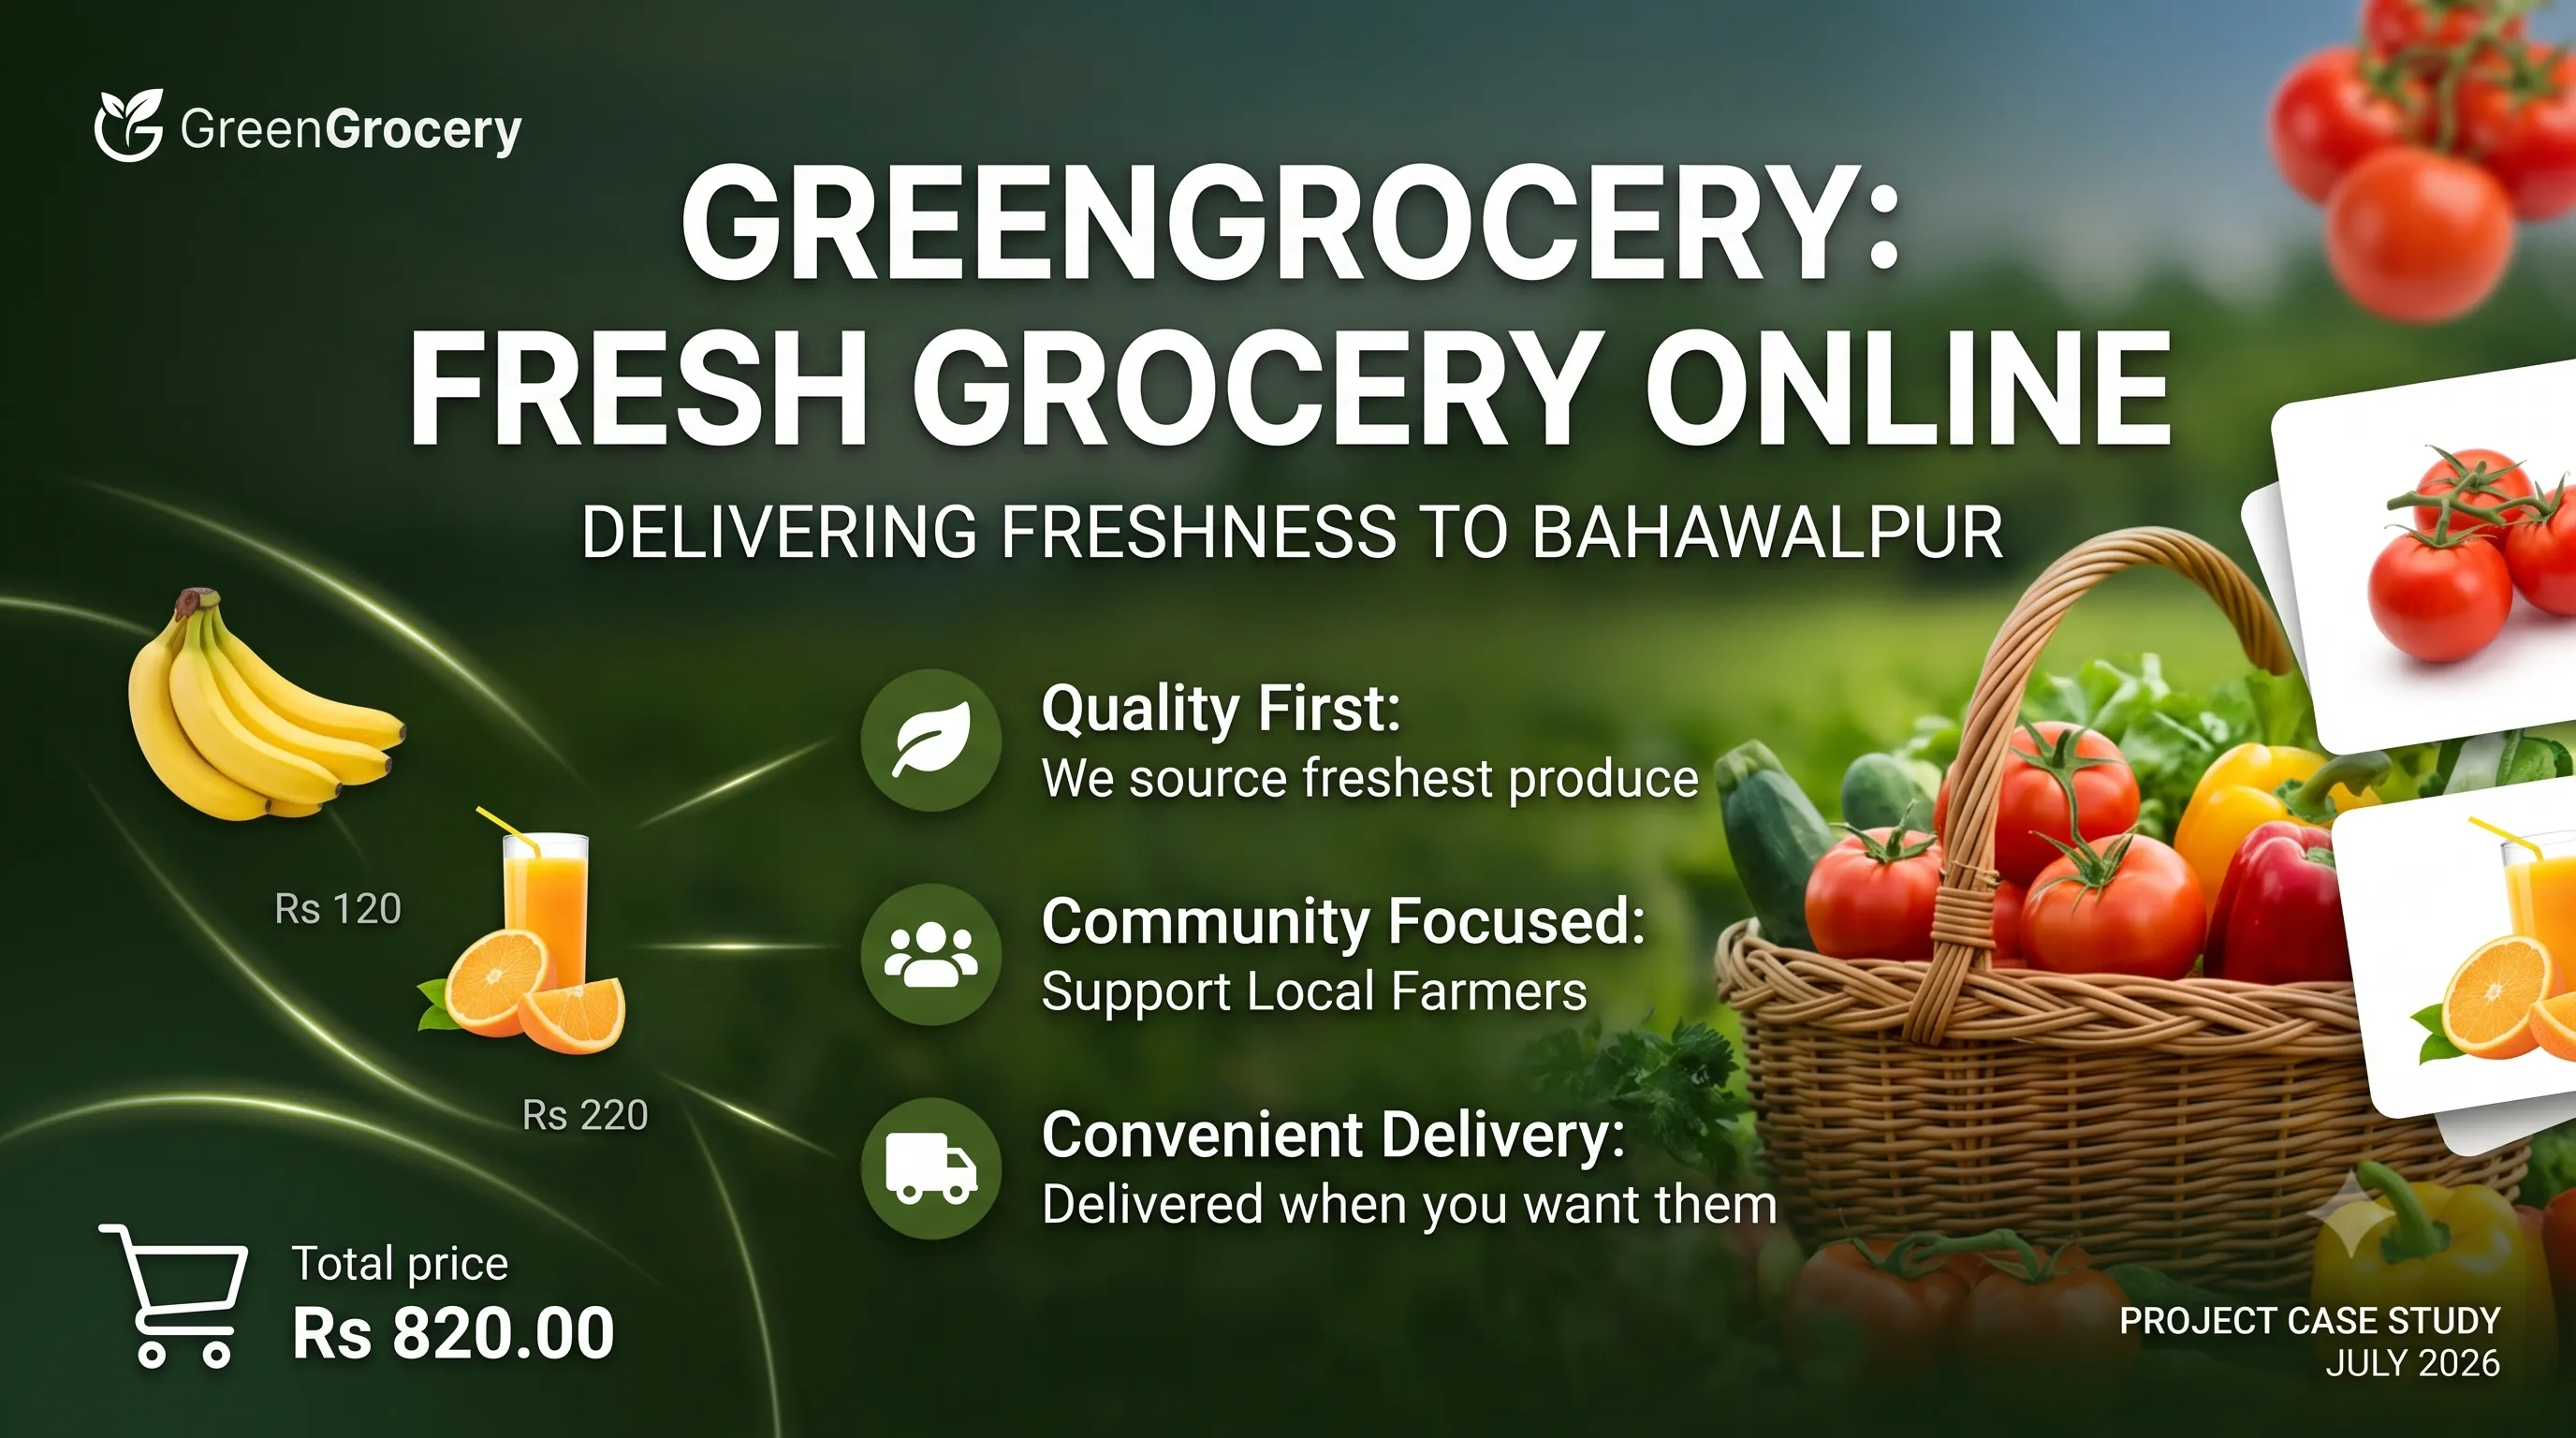 GreenGrocery
GREENGROCERY:
FRESH GROCERY ONLINE
DELIVERING FRESHNESS TO BAHAWALPUR
Rs 120
Rs 220
Quality First:
We source freshest produce
Community Focused:
Support Local Farmers
Convenient Delivery:
Delivered when you want them
Total price
Rs 820.00
PROJECT CASE STUDY
JULY 2026